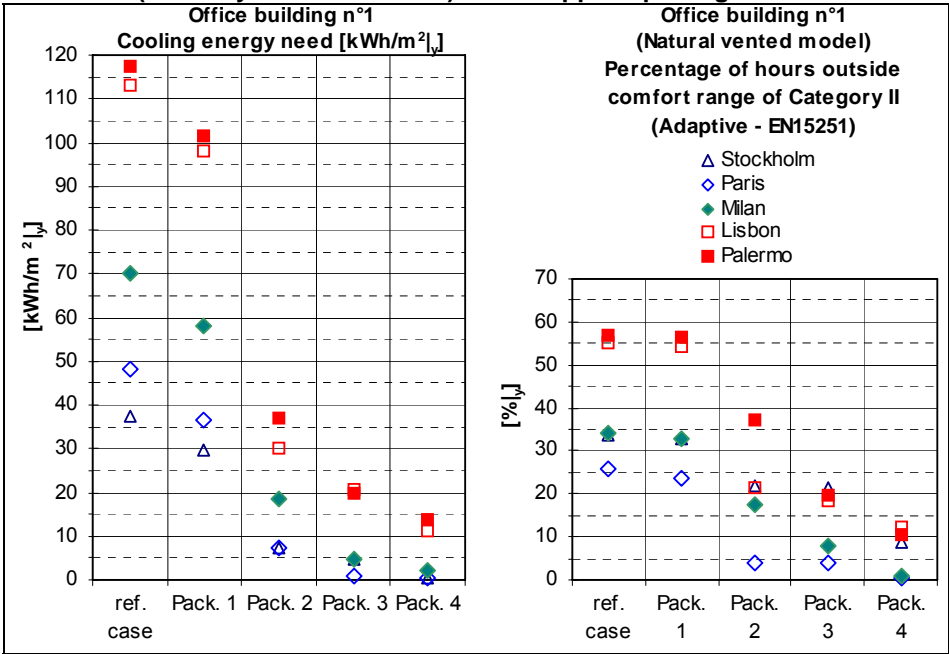 Office building n°1
Cooling energy need [kWh/m²|y]
120
110
100
90
80
70
60
50
40
30
20
10
0
[kWh/m ²|y]
ref. case
Pack. 1
Pack. 2
Pack. 3
Pack. 4
Office building n°1
(Natural vented model)
Percentage of hours outside
comfort range of Category II
(Adaptive - EN15251)
Stockholm
Paris
Milan
Lisbon
Palermo
70
60
50
40
30
20
10
0
[%|y]
ref. case
Pack. 1
Pack. 2
Pack. 3
Pack. 4